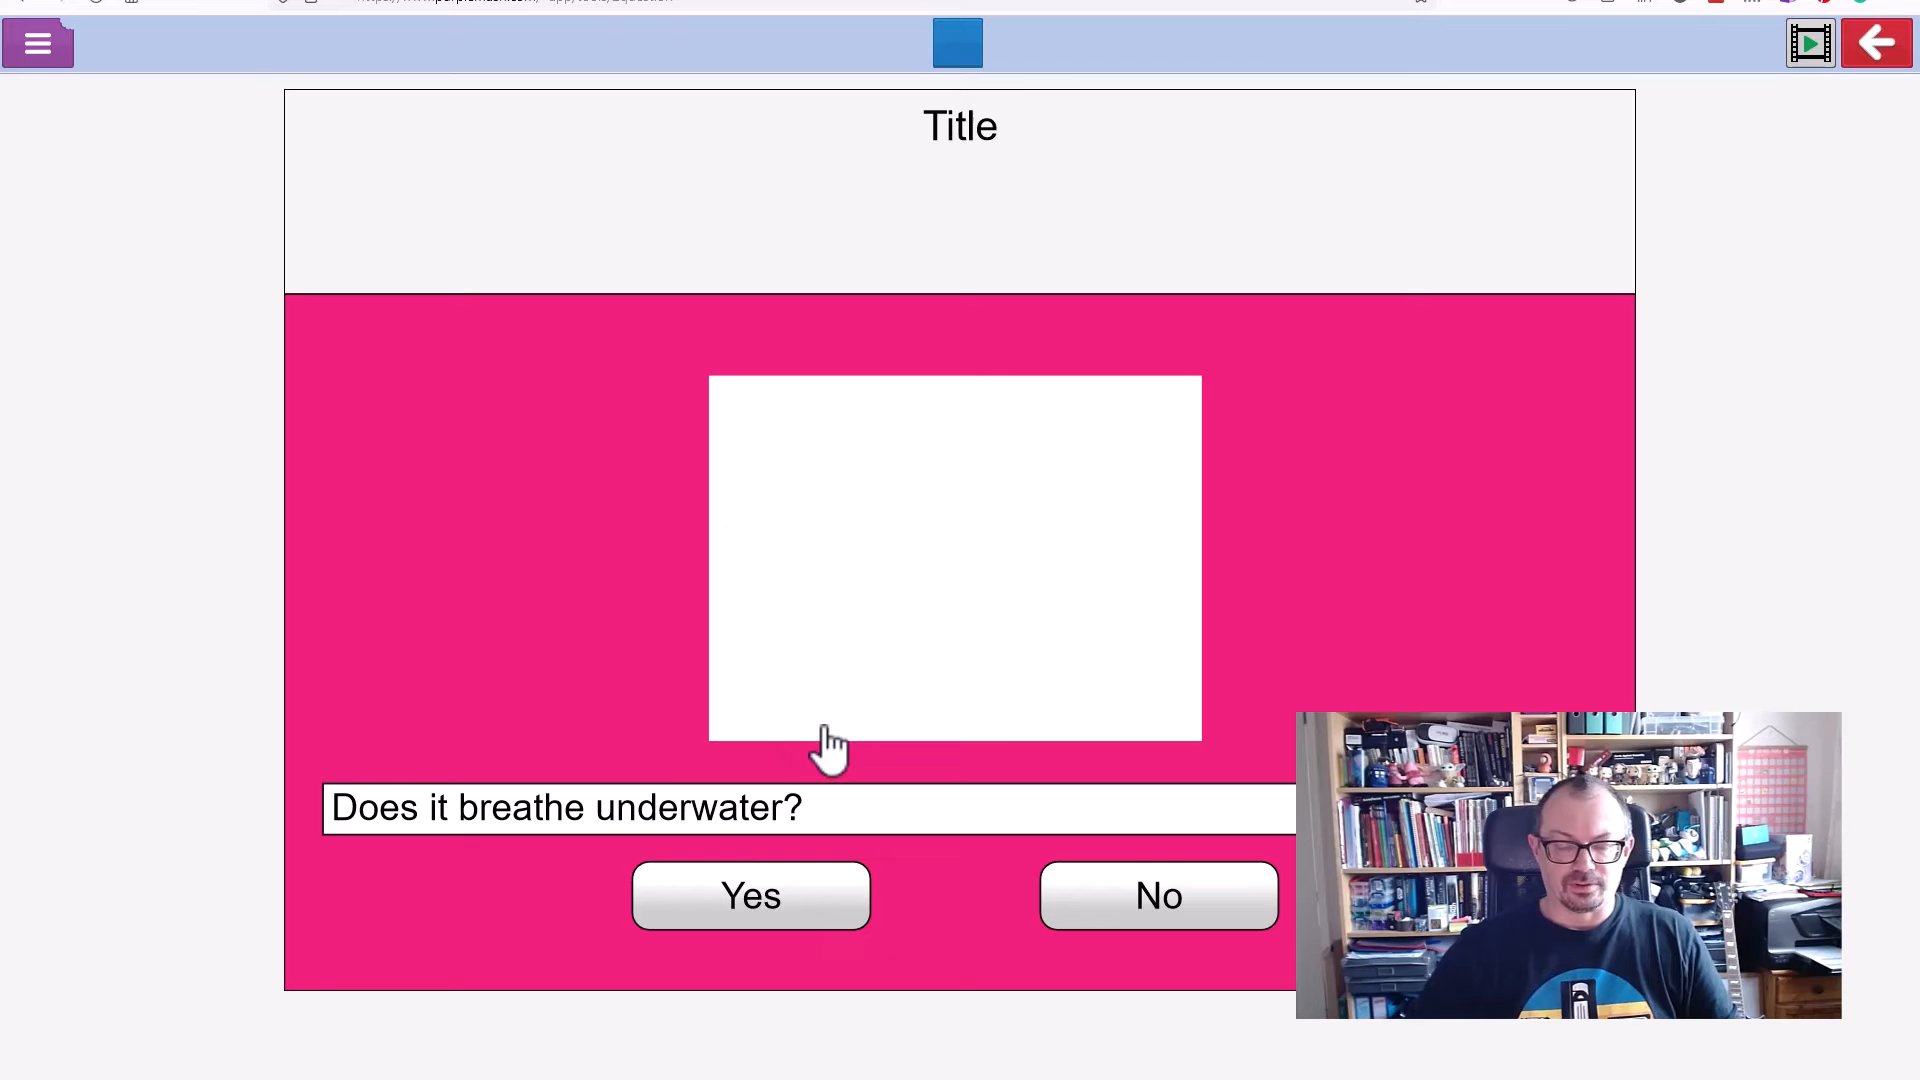 Title
Does it breathe underwater?
Yes
No